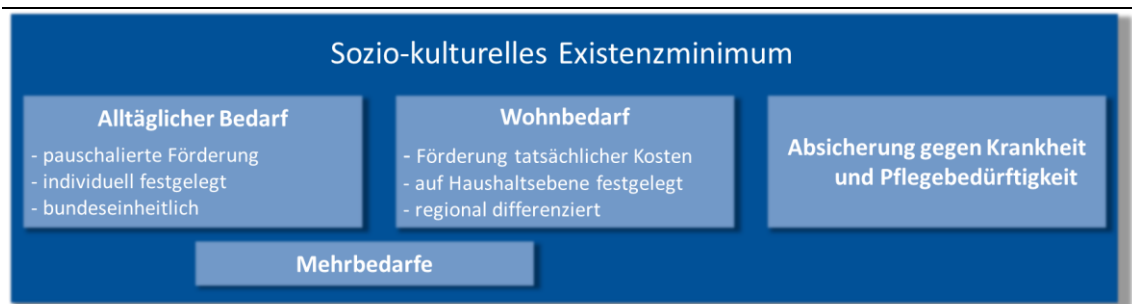 Sozio-kulturelles Existenzminimum
Alltäglicher Bedarf
- pauschalierte Förderung
- individuell festgelegt
- bundeseinheitlich
Wohnbedarf
- Förderung tatsächlicher Kosten
- auf Haushaltsebene festgelegt
- regional differenziert
Absicherung gegen Krankheit
und Pflegebedürftigkeit
Mehrbedarfe